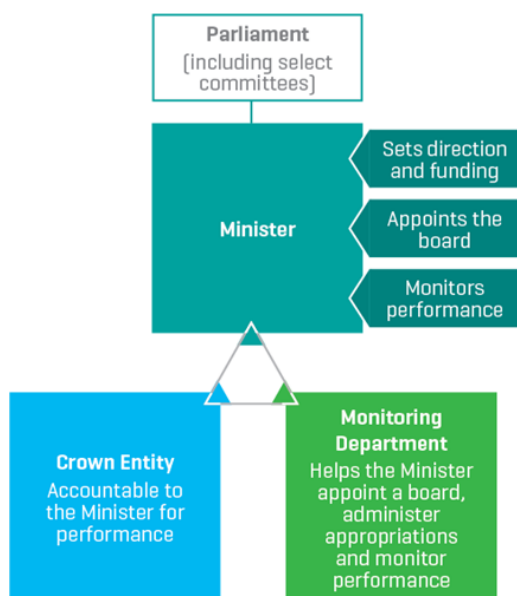 Parliament
(including select
committees)
Minister
Sets direction
and funding
Appoints the
board
Monitors
performance
Crown Entity
Accountable to
the Minister for
performance
Monitoring
Department
Helps the Minister
appoint a board,
administer
appropriations
and monitor
performance